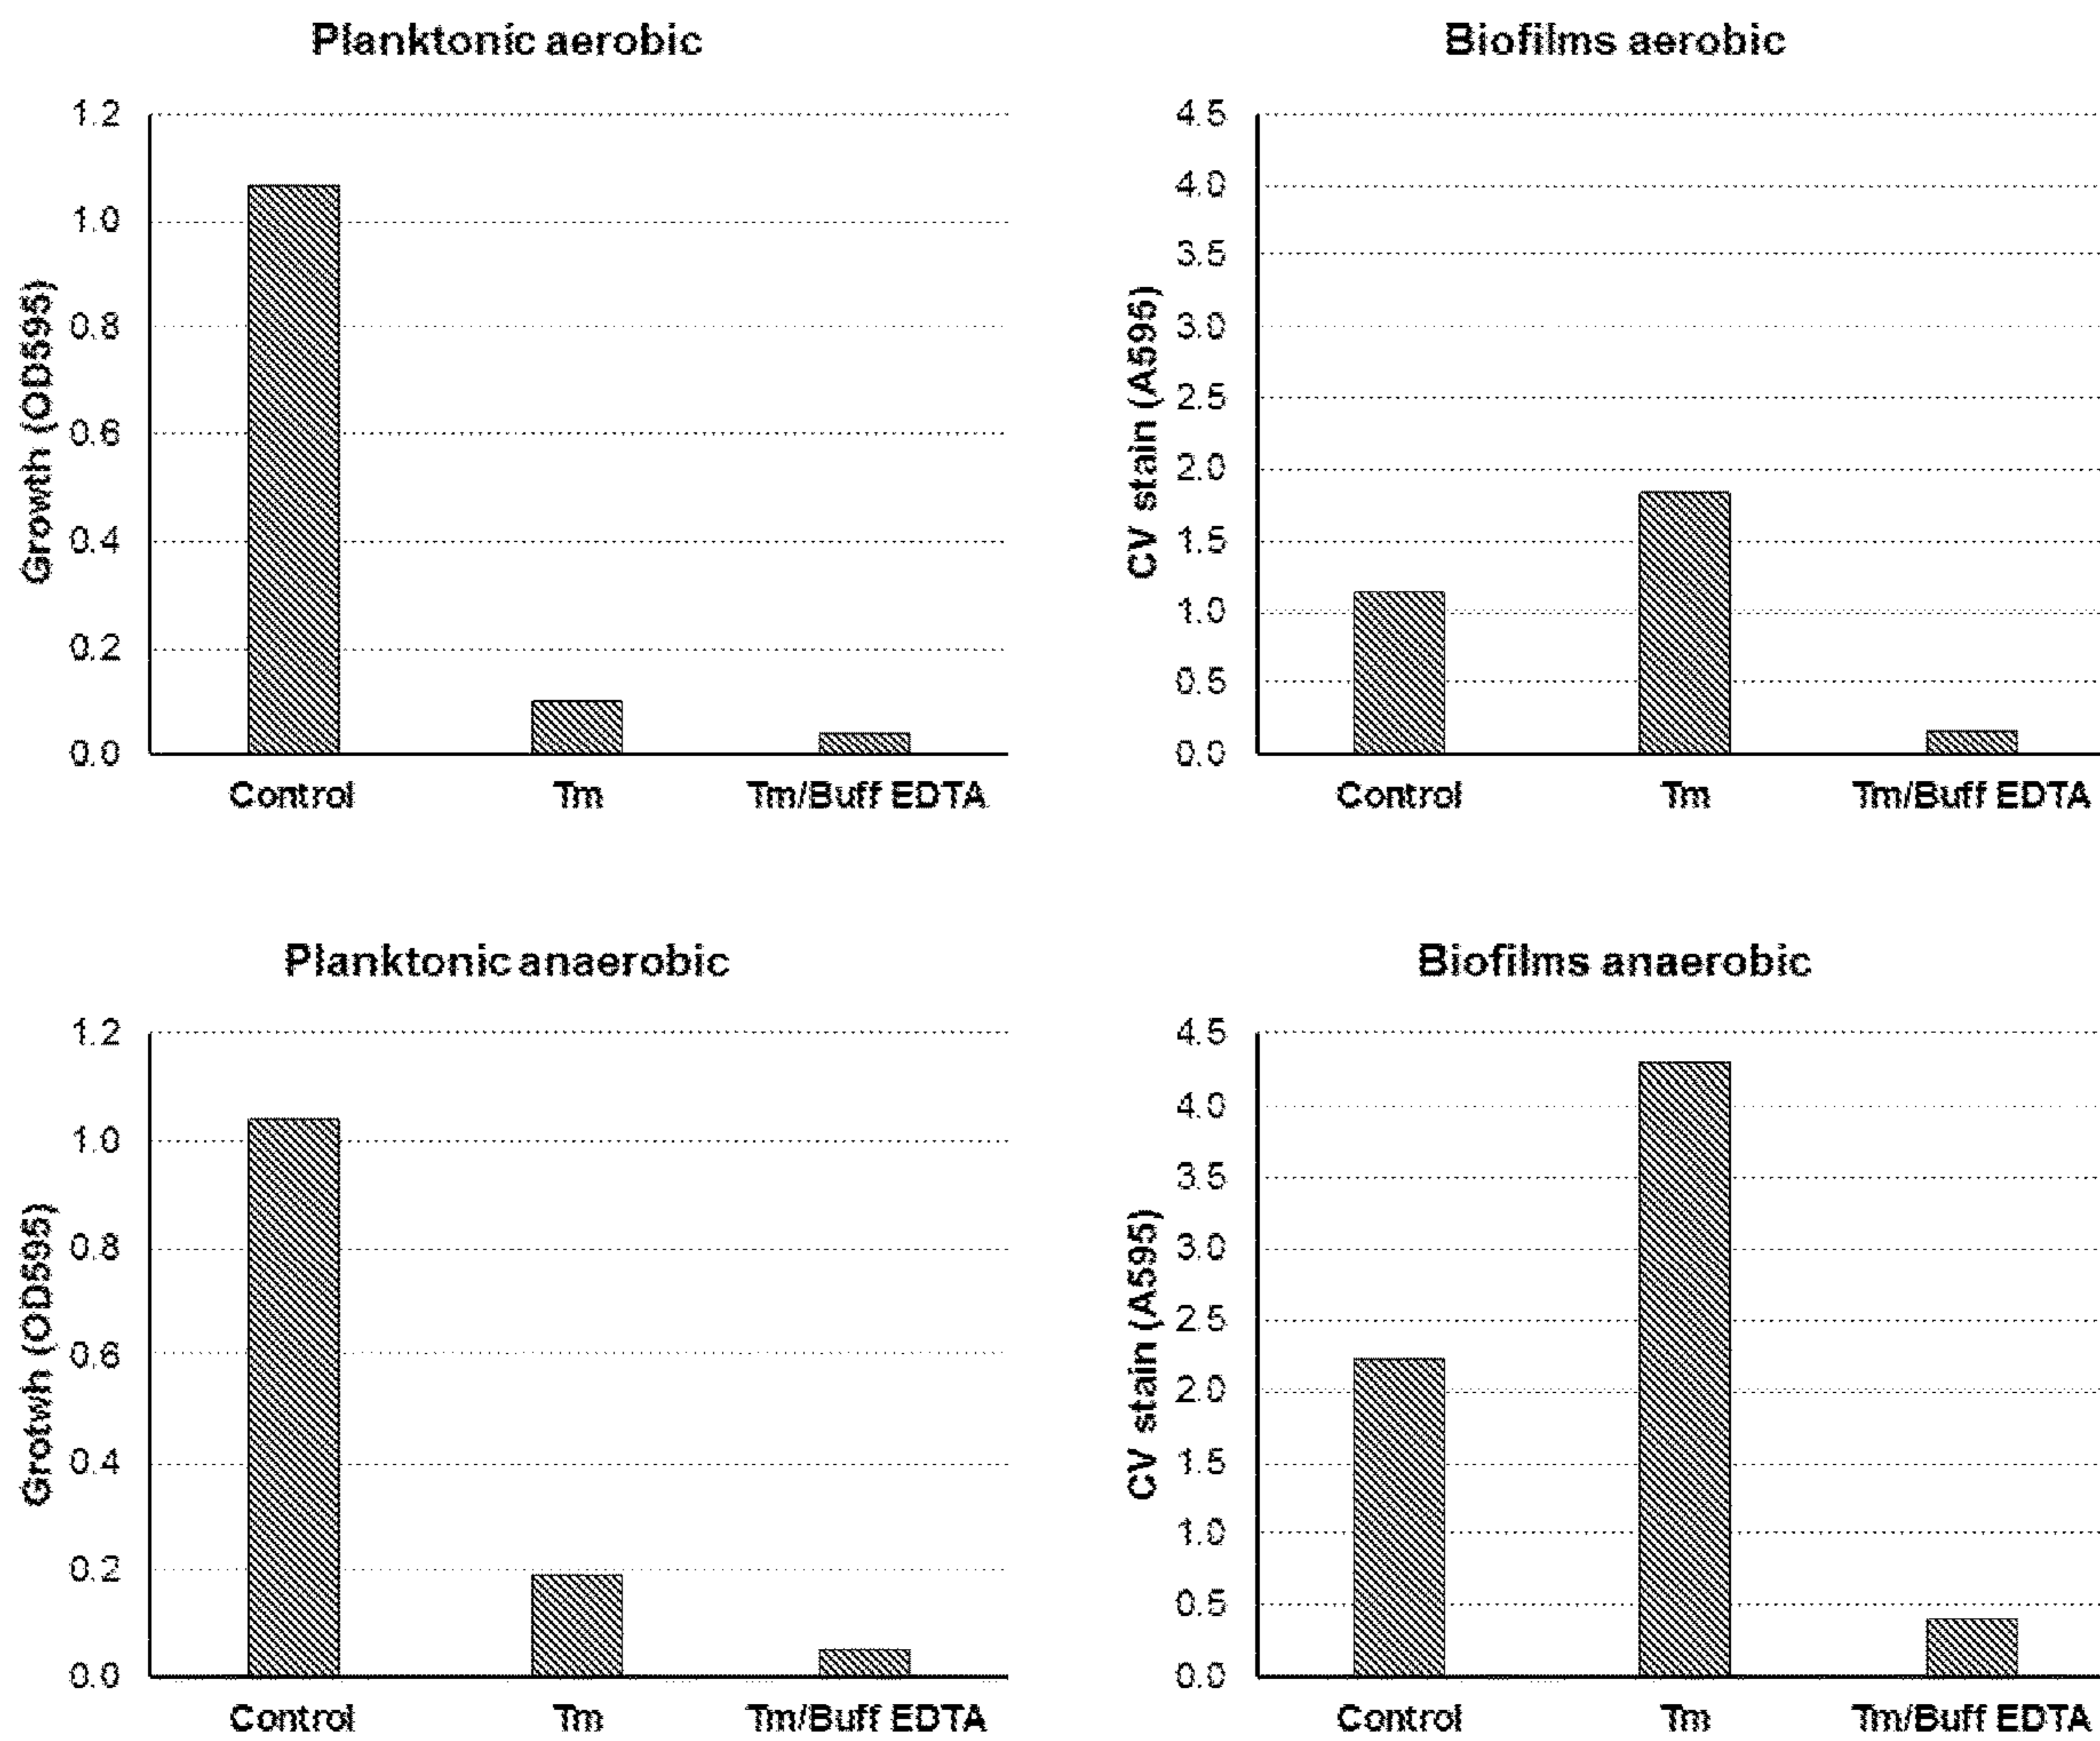 Planktonic aerobic
1.2
1.0
0.8
0.6
0.4
0.2
0.0
Growth (OD595)
Control Tm Tm/Buff EDTA
Biofilms aerobic
4.5
4.0
3.5
3.0
2.5
2.0
1.5
1.0
0.5
0.0
CV stain (A595)
Control Tm Tm/Buff EDTA
Planktonic anaerobic
1.2
1.0
0.8
0.6
0.4
0.2
0.0
Grotwh (OD595)
Control Tm Tm/Buff EDTA
Biofilms anaerobic
4.5
4.0
3.5
3.0
2.5
2.0
1.5
1.0
0.5
0.0
CV stain (A595)
Control Tm Tm/Buff EDTA